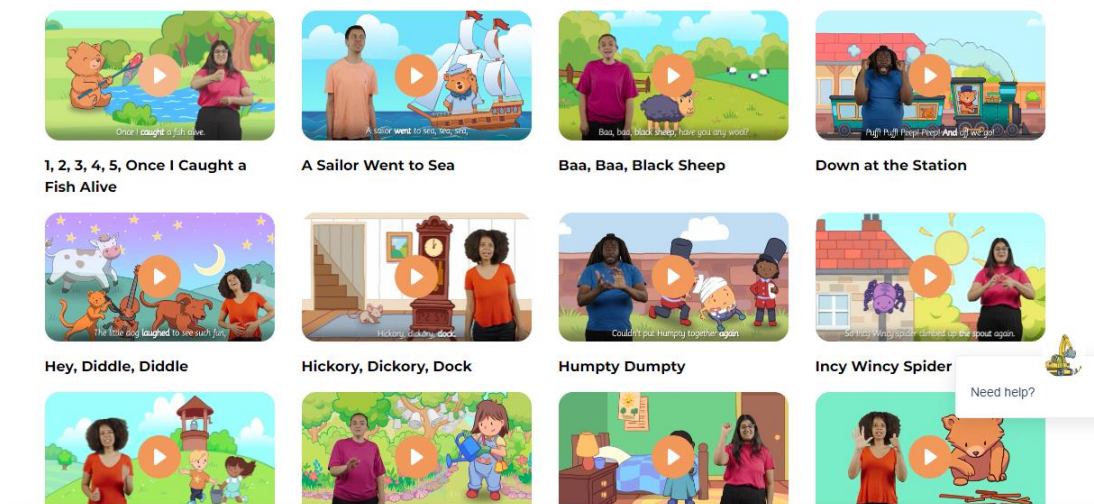 Once I caught a fish alive.
A sailor went to sea, sea, sea,
Baa, baa, black sheep, have you any wool?
Puff! Puff! Peep! Peep! And off we go!
1, 2, 3, 4, 5, Once I Caught a
Fish Alive
A Sailor Went to Sea
Baa, Baa, Black Sheep
Down at the Station
The little dog laughed to see such fun,
Hickory, dickory, dock.
Couldn't put Humpty together again.
So Incy Wincy spider climbed up the spout again.
Hey, Diddle, Diddle
Hickory, Dickory, Dock
Humpty Dumpty
Incy Wincy Spider
Need help?